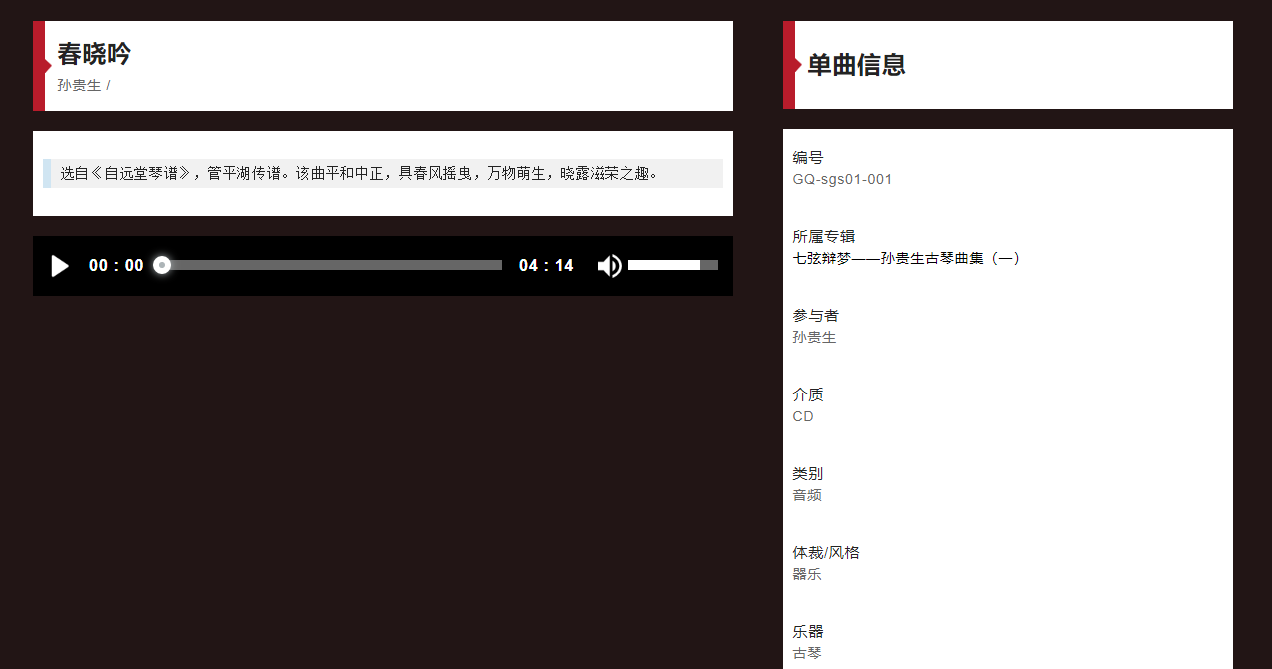 春晓吟
孙贵生 /
选自《自远堂琴谱》，管平湖传谱。该曲平和中正，具春风摇曳，万物萌生，晓露滋荣之趣。
00 : 00
04 : 14
单曲信息
编号
GQ-sgs01-001
所属专辑
七弦辩梦——孙贵生古琴曲集（一）
参与者
孙贵生
介质
CD
类别
音频
体裁/风格
器乐
乐器
古琴